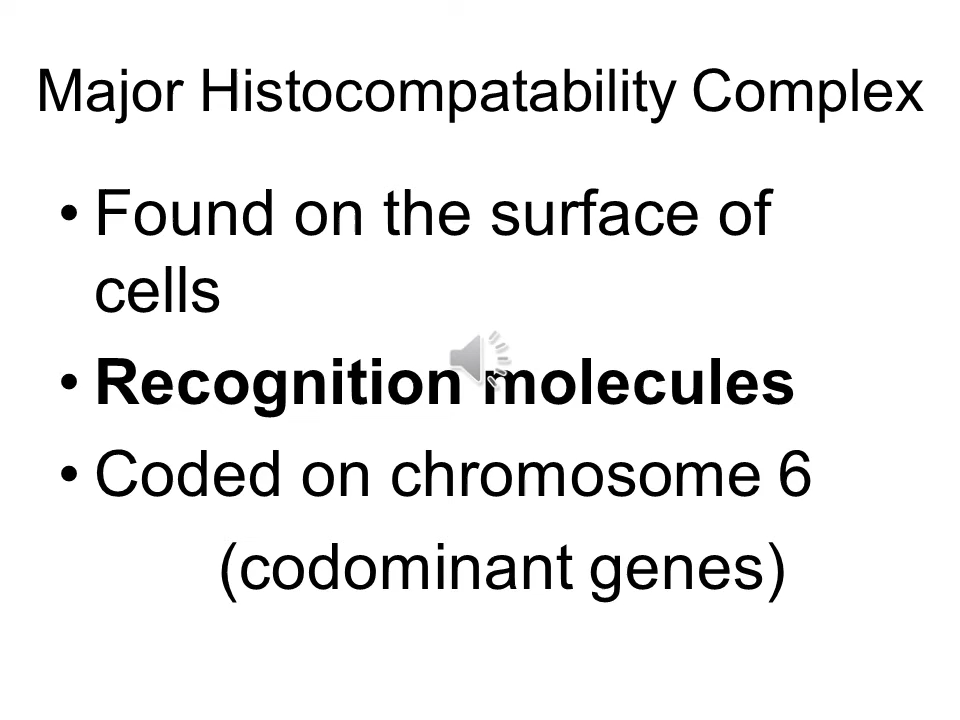 Major Histocompatability Complex
• Found on the surface of
cells
• Recognition molecules
• Coded on chromosome 6
(codominant genes)